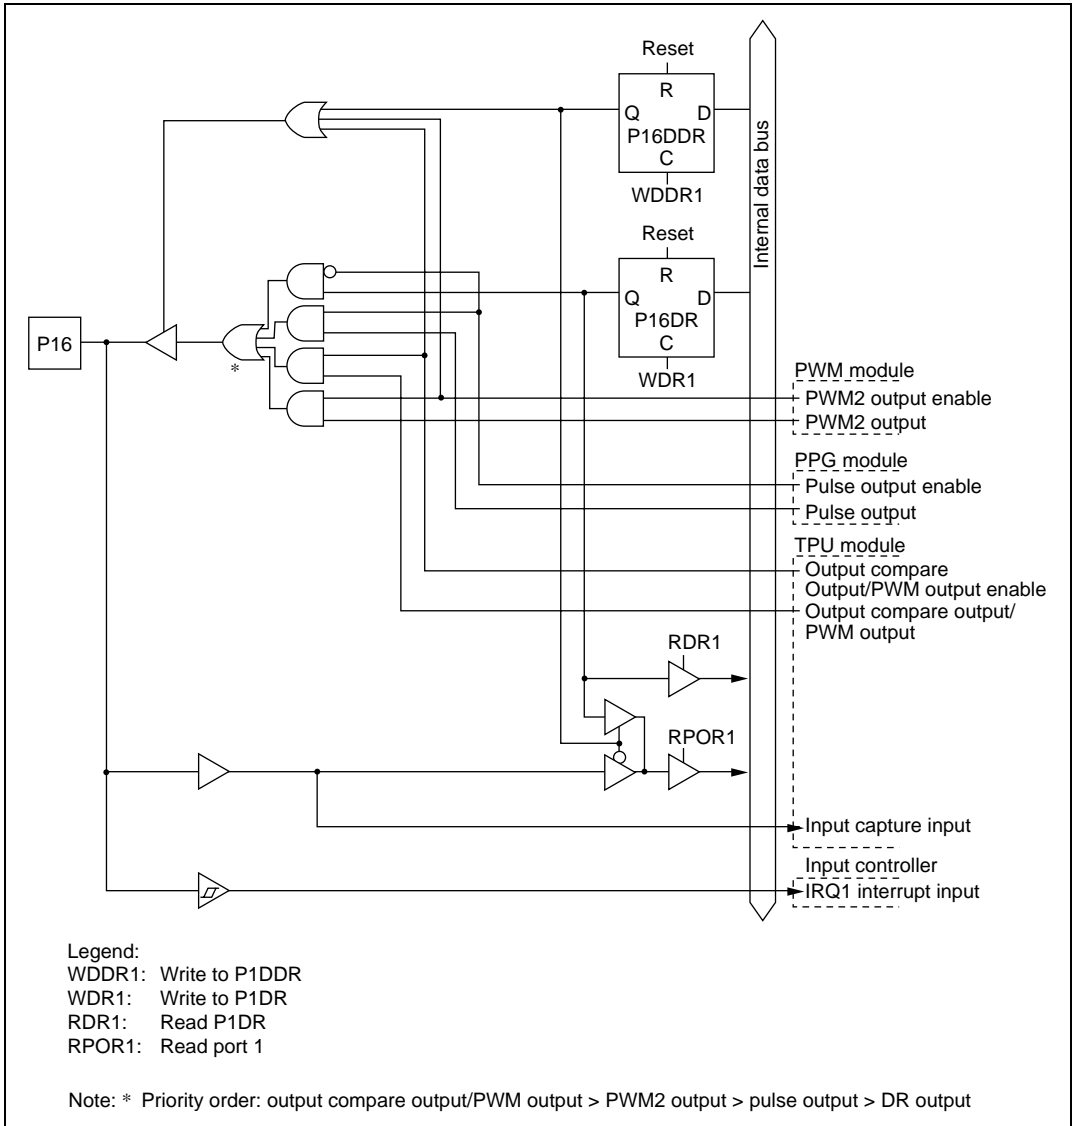 Reset
R
Q
D
P16DDR
C
WDDR1
Internal data bus
Reset
R
Q
D
P16DR
C
WDR1
P16
*
PWM module
PWM2 output enable
PWM2 output
PPG module
Pulse output enable
Pulse output
TPU module
Output compare
Output/PWM output enable
Output compare output/
PWM output
RDR1
RPOR1
Input capture input
Input controller
IRQ1 interrupt input
Legend:
WDDR1: Write to P1DDR
WDR1: Write to P1DR
RDR1: Read P1DR
RPOR1: Read port 1
Note: * Priority order: output compare output/PWM output > PWM2 output > pulse output > DR output